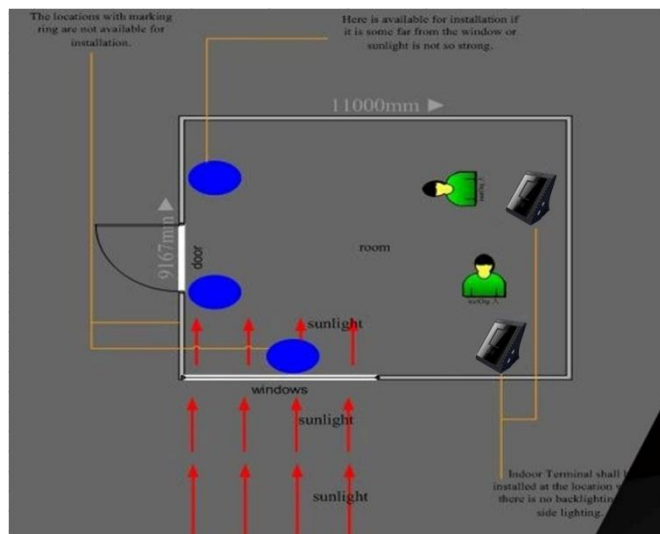 The locations with marking
ring are not available for
installation.
Here is available for installation if
it is some far from the window or
sunlight is not so strong.
11000mm
9167mm
door
room
sunlight
windows
sunlight
sunlight
Indoor Terminal shall
installed at the location
there is no backlighting
side lighting.